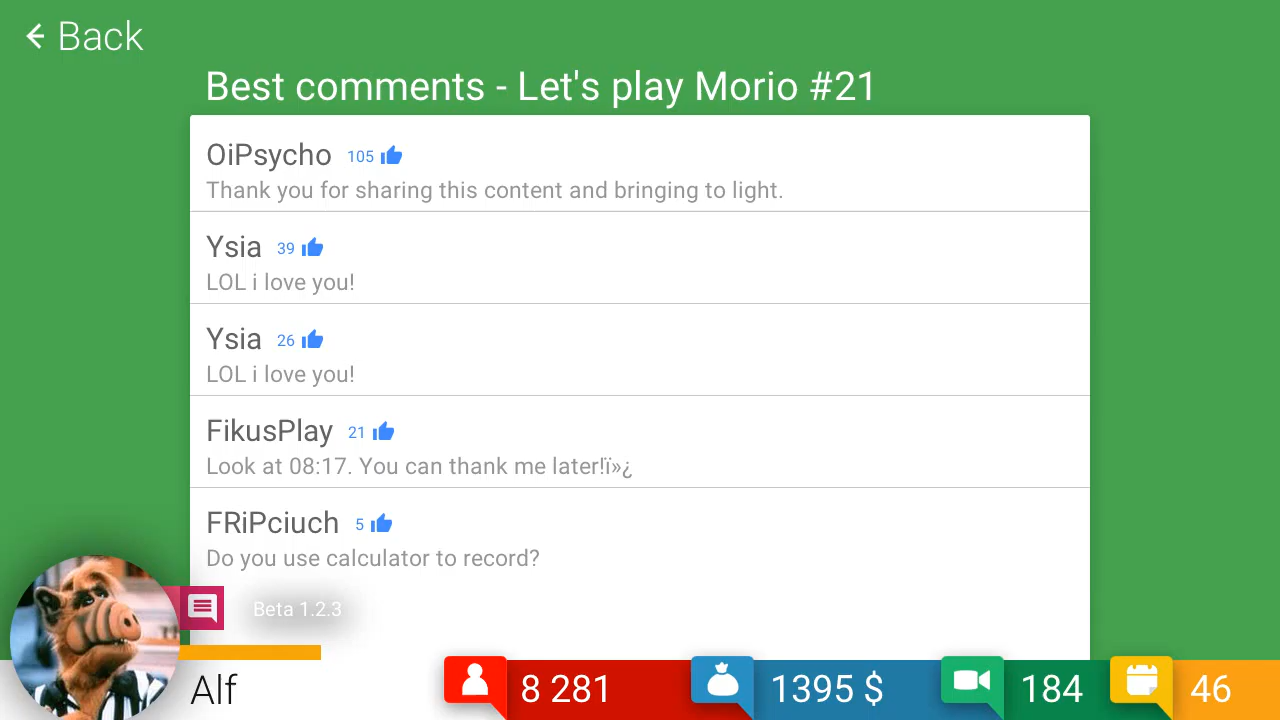 Back
Best comments - Let's play Morio #21
OiPsycho 105
Thank you for sharing this content and bringing to light.
Ysia 39
LOL i love you!
Ysia 26
LOL i love you!
FikusPlay 21
Look at 08:17. You can thank me later!ï»¿
FRiPciuch 5
Do you use calculator to record?
Beta 1.2.3
Alf 8 281 1395 $ 184 46